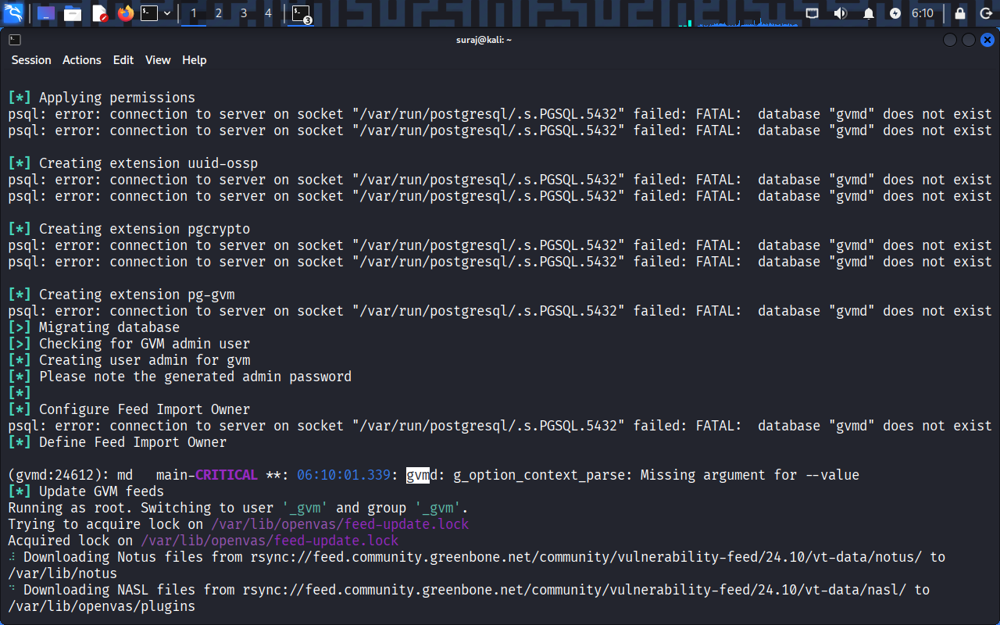 1 2 3 4 3 6:10
suraj@kali: ~
Session Actions Edit View Help
[*] Applying permissions
psql: error: connection to server on socket "/var/run/postgresql/.s.PGSQL.5432" failed: FATAL:  database "gvmd" does not exist
psql: error: connection to server on socket "/var/run/postgresql/.s.PGSQL.5432" failed: FATAL:  database "gvmd" does not exist
[*] Creating extension uuid-ossp
psql: error: connection to server on socket "/var/run/postgresql/.s.PGSQL.5432" failed: FATAL:  database "gvmd" does not exist
psql: error: connection to server on socket "/var/run/postgresql/.s.PGSQL.5432" failed: FATAL:  database "gvmd" does not exist
[*] Creating extension pgcrypto
psql: error: connection to server on socket "/var/run/postgresql/.s.PGSQL.5432" failed: FATAL:  database "gvmd" does not exist
psql: error: connection to server on socket "/var/run/postgresql/.s.PGSQL.5432" failed: FATAL:  database "gvmd" does not exist
[*] Creating extension pg-gvm
psql: error: connection to server on socket "/var/run/postgresql/.s.PGSQL.5432" failed: FATAL:  database "gvmd" does not exist
[>] Migrating database
[>] Checking for GVM admin user
[*] Creating user admin for gvm
[*] Please note the generated admin password
[*]
[*] Configure Feed Import Owner
psql: error: connection to server on socket "/var/run/postgresql/.s.PGSQL.5432" failed: FATAL:  database "gvmd" does not exist
[*] Define Feed Import Owner
(gvmd:24612): md   main-CRITICAL **: 06:10:01.339: gvmd: g_option_context_parse: Missing argument for --value
[*] Update GVM feeds
Running as root. Switching to user '_gvm' and group '_gvm'.
Trying to acquire lock on /var/lib/openvas/feed-update.lock
Acquired lock on /var/lib/openvas/feed-update.lock
⠼ Downloading Notus files from rsync://feed.community.greenbone.net/community/vulnerability-feed/24.10/vt-data/notus/ to
/var/lib/notus
⠙ Downloading NASL files from rsync://feed.community.greenbone.net/community/vulnerability-feed/24.10/vt-data/nasl/ to
/var/lib/openvas/plugins